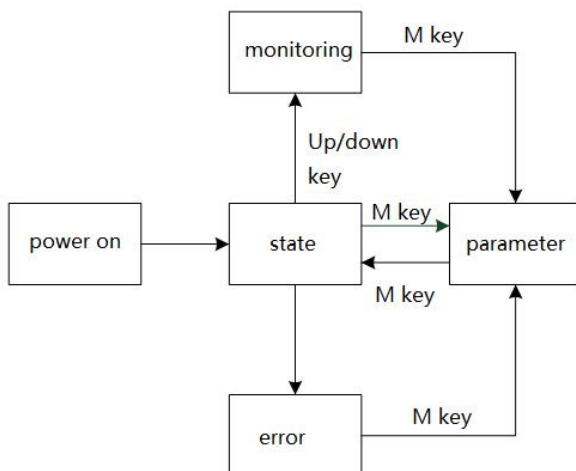 monitoring
M key
Up/down
key
power on
state
M key
parameter
M key
error
M key